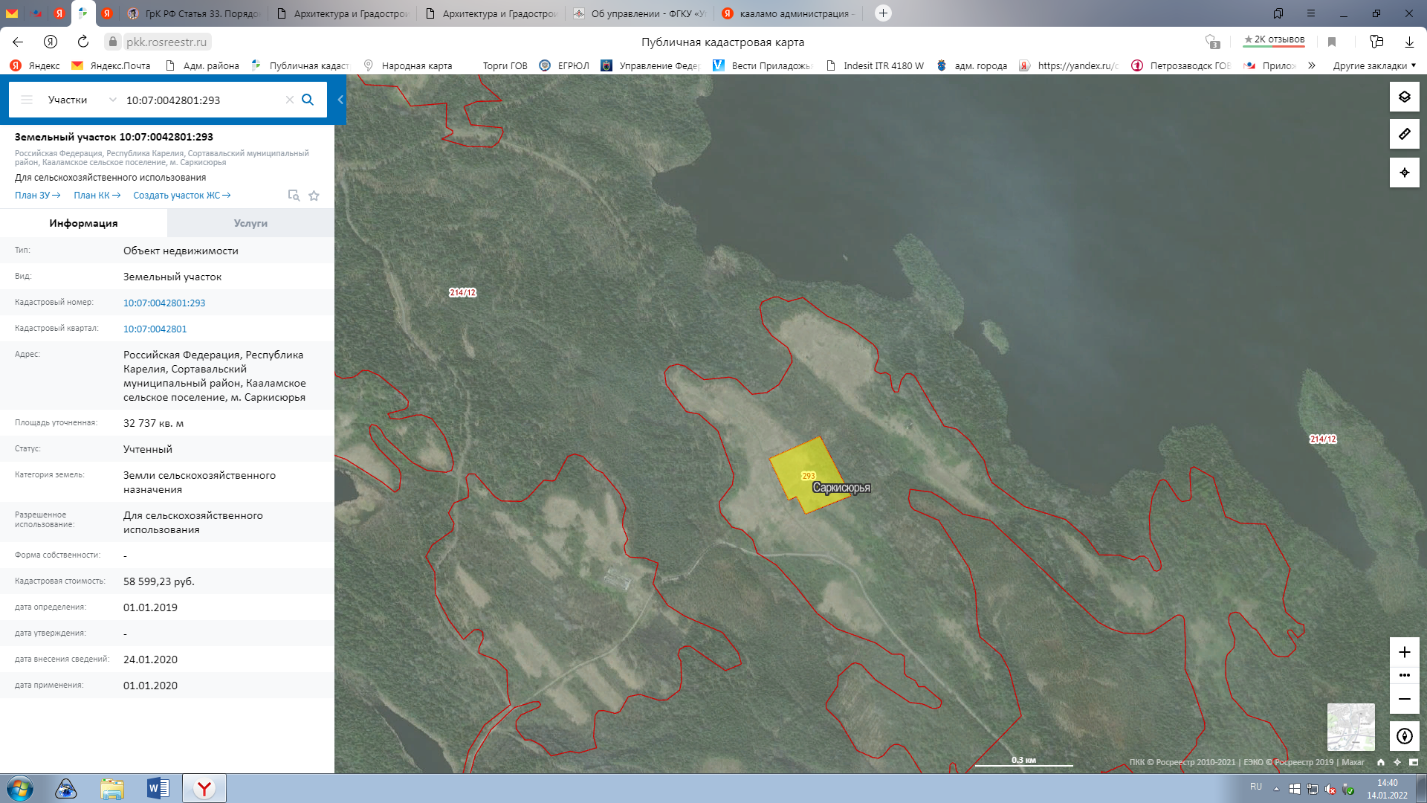 ГрК РФ Статья 33. Порядо
Архитектура и Градострои
Архитектура и Градострои
Об управлении - ФГКУ «У
кааламо администрация –
pkk.rosreestr.ru
Публичная кадастровая карта
★ 2K отзывов
Яндекс
Яндекс.Почта
Адм. района
Публичная кадаст
Народная карта
Торги ГОВ
ЕГРЮЛ
Управление Феде
Вести Приладожь
Indesit ITR 4180 W
адм. города
https://yandex.ru/
Петрозаводск ГОВ
Прилож
»
Другие закладки ▾
Участки
10:07:0042801:293
Земельный участок 10:07:0042801:293
Российская Федерация, Республика Карелия, Сортавальский муниципальный
район, Кааламское сельское поселение, м. Саркисюрья
Для сельскохозяйственного использования
План ЗУ→
План КК→
Создать участок ЖС→
Информация
Услуги
Тип:
Объект недвижимости
Вид:
Земельный участок
Кадастровый номер:
10:07:0042801:293
Кадастровый квартал:
10:07:0042801
Адрес:
Российская Федерация, Республика
Карелия, Сортавальский
муниципальный район, Кааламское
сельское поселение, м. Саркисюрья
Площадь уточненная:
32 737 кв. м
Статус:
Учтенный
Категория земель:
Земли сельскохозяйственного
назначения
Разрешенное
использование:
Для сельскохозяйственного
использования
Форма собственности:
-
Кадастровая стоимость:
58 599,23 руб.
дата определения:
01.01.2019
дата утверждения:
-
дата внесения сведений:
24.01.2020
дата применения:
01.01.2020
214/12
293
Саркисюрья
214/12
0.3 км
ПКК © Росреестр 2010-2021 | ЕЭКО © Росреестр 2019 | Макаг
RU
14:40
14.01.2022